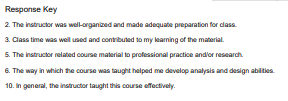 Response Key
2. The instructor was well-organized and made adequate preparation for class.
3. Class time was well used and contributed to my learning of the material.
5. The instructor related course material to professional practice and/or research.
6. The way in which the course was taught helped me develop analysis and design abilities.
10. In general, the instructor taught this course effectively.